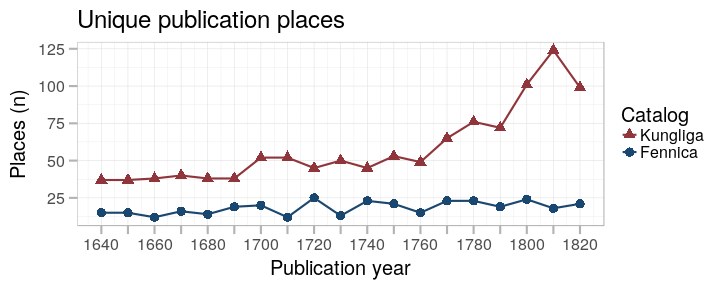 Unique publication places
125
100
75
50
25
Places (n)
1640 1660 1680 1700 1720 1740 1760 1780 1800 1820
Publication year
Catalog
Kungliga
Fennica